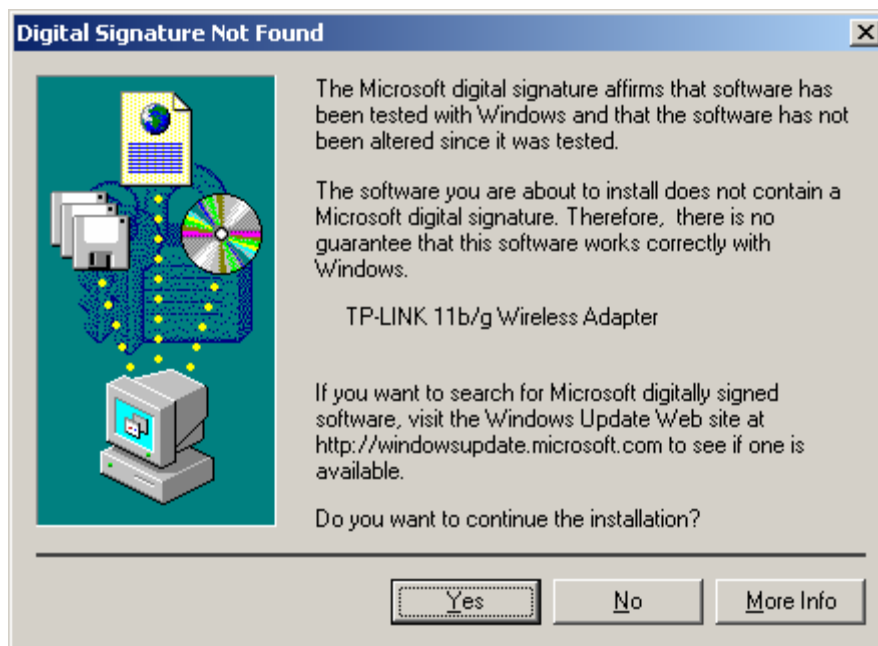 Digital Signature Not Found
The Microsoft digital signature affirms that software has
been tested with Windows and that the software has not
been altered since it was tested.
The software you are about to install does not contain a
Microsoft digital signature. Therefore,  there is no
guarantee that this software works correctly with
Windows.
TP-LINK 11b/g Wireless Adapter
If you want to search for Microsoft digitally signed
software, visit the Windows Update Web site at
http://windowsupdate.microsoft.com to see if one is
available.
Do you want to continue the installation?
Yes No More Info